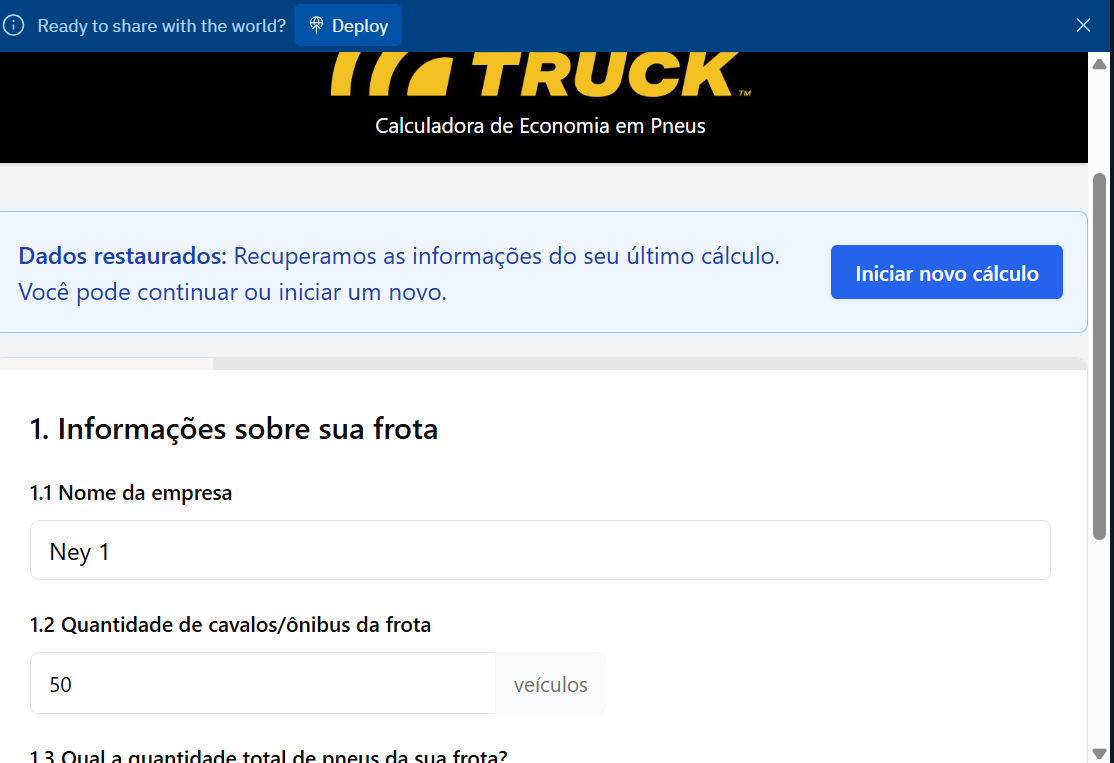 Ready to share with the world? Deploy
TRUCK™
Calculadora de Economia em Pneus
Dados restaurados: Recuperamos as informações do seu último cálculo.
Você pode continuar ou iniciar um novo.
Iniciar novo cálculo
1. Informações sobre sua frota
1.1 Nome da empresa
Ney 1
1.2 Quantidade de cavalos/ônibus da frota
50 veículos
1.3 Qual a quantidade total de pneus da sua frota?